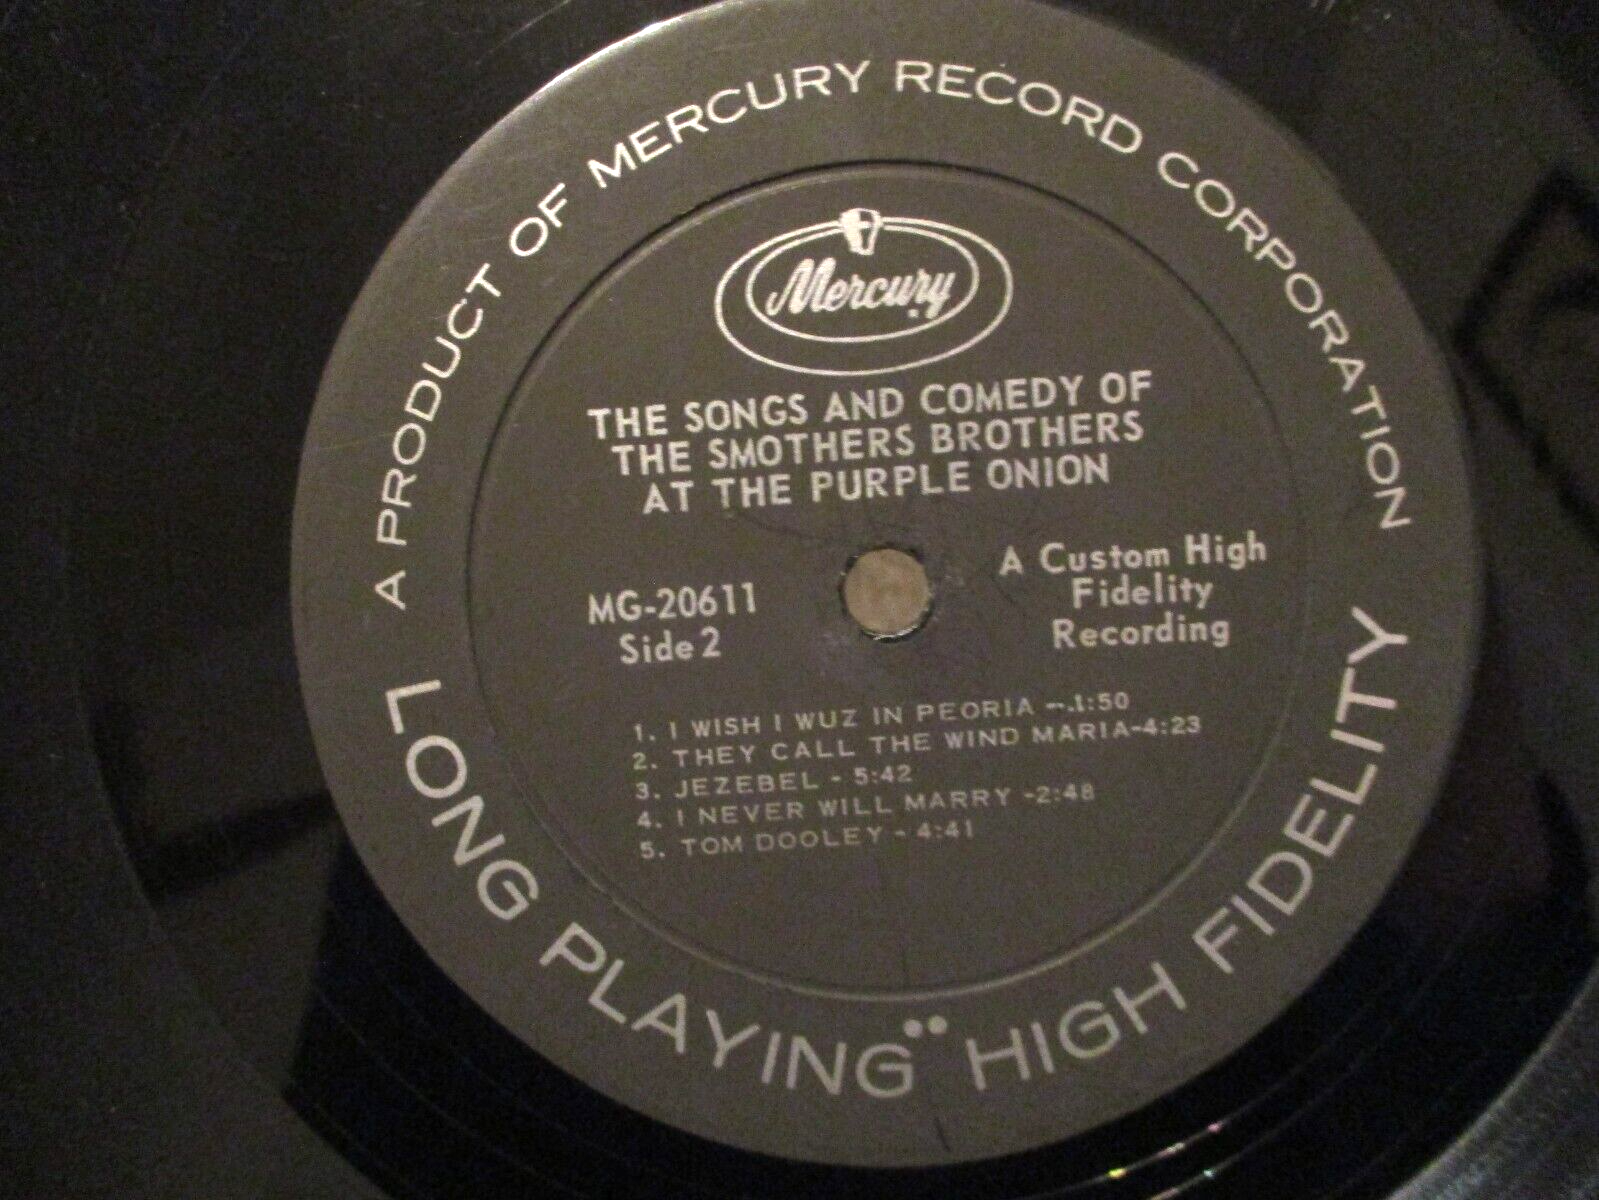 A PRODUCT OF MERCURY RECORD CORPORATION
Mercury
THE SONGS AND COMEDY OF
THE SMOTHERS BROTHERS
AT THE PURPLE ONION
MG-20611
Side 2
A Custom High
Fidelity
Recording
1. I WISH I WUZ IN PEORIA -1:50
2. THEY CALL THE WIND MARIA-4:23
3. JEZEBEL - 5:42
4. I NEVER WILL MARRY -2:48
5. TOM DOOLEY - 4:41
LONG PLAYING •• HIGH FIDELITY